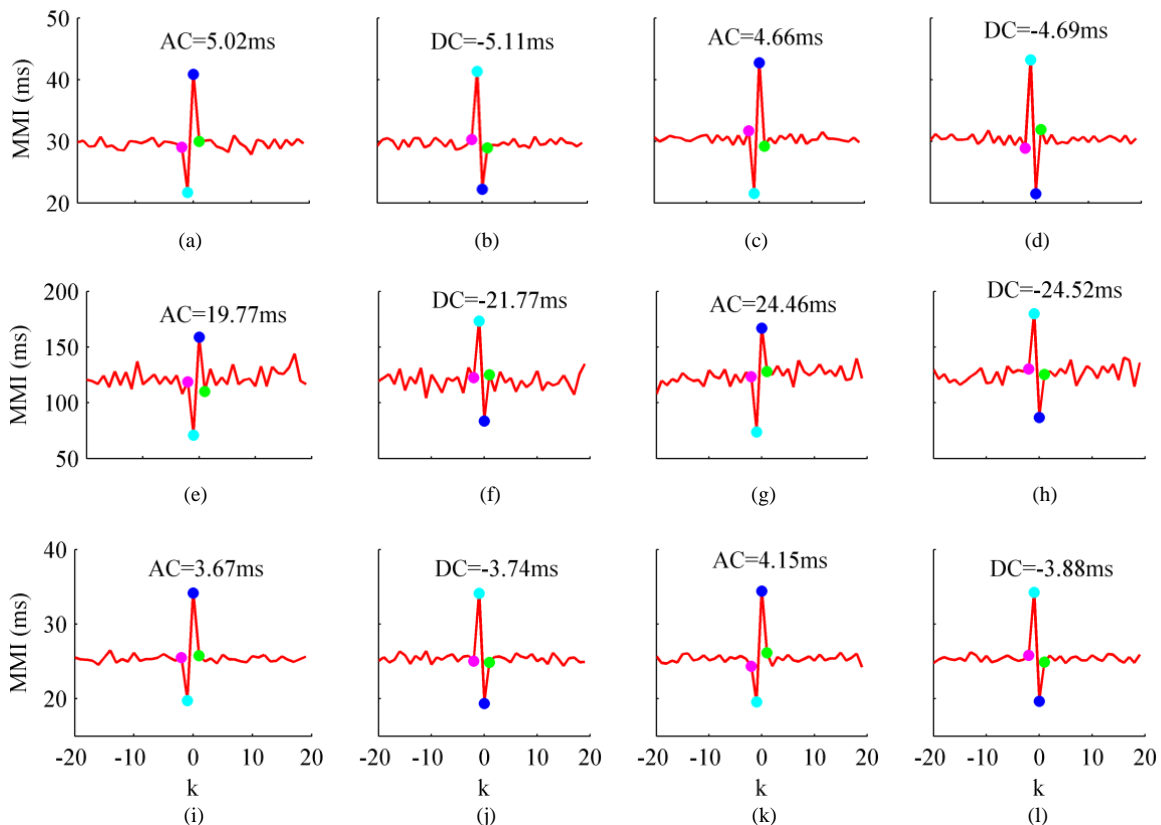 50
40
30
20
MMI (ms)
AC=5.02ms
DC=-5.11ms
AC=4.66ms
DC=-4.69ms
(a)
(b)
(c)
(d)
200
150
100
50
MMI (ms)
AC=19.77ms
DC=-21.77ms
AC=24.46ms
DC=-24.52ms
(e)
(f)
(g)
(h)
40
30
20
MMI (ms)
AC=3.67ms
DC=-3.74ms
AC=4.15ms
DC=-3.88ms
-20 -10 0 10 20
-20 -10 0 10 20
-20 -10 0 10 20
-20 -10 0 10 20
k
k
k
k
(i)
(j)
(k)
(l)